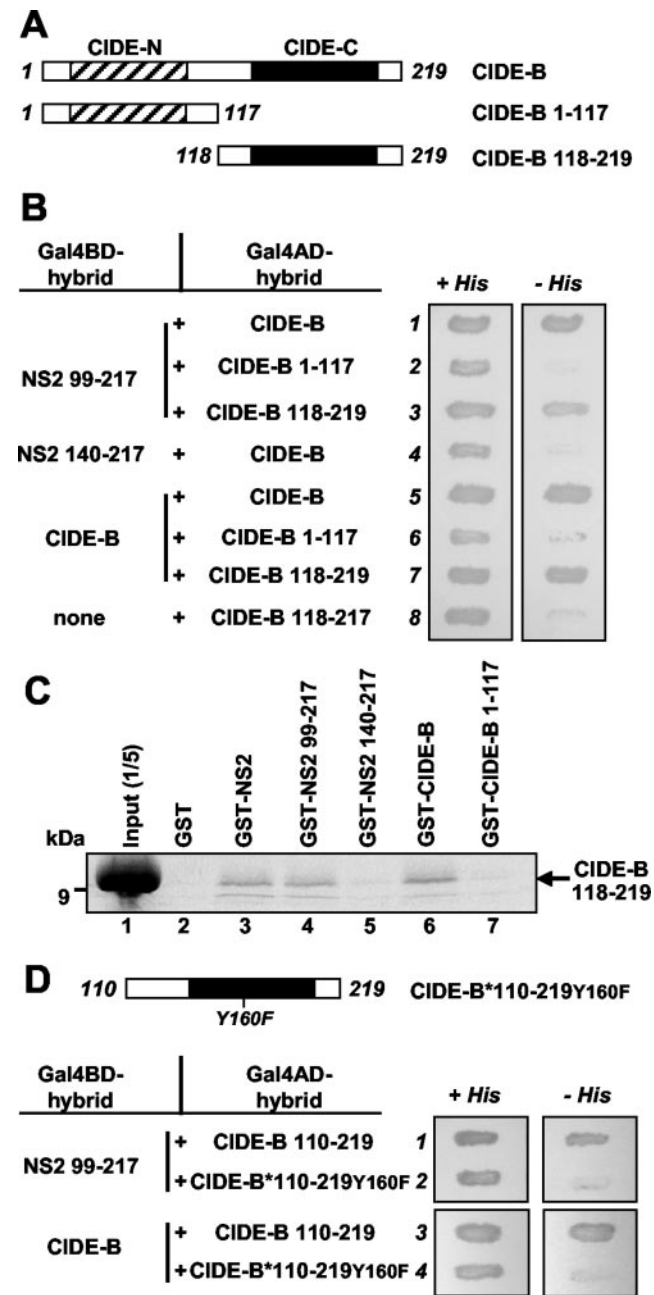 A
CIDE-N CIDE-C
1 219 CIDE-B
1 117 CIDE-B 1-117
118 219 CIDE-B 118-219
B
Gal4BD-hybrid Gal4AD-hybrid + His - His
+ CIDE-B 1
NS2 99-217 + CIDE-B 1-117 2
+ CIDE-B 118-219 3
NS2 140-217 + CIDE-B 4
+ CIDE-B 5
CIDE-B + CIDE-B 1-117 6
+ CIDE-B 118-219 7
none + CIDE-B 118-217 8
C
Input (1/5)
GST
GST-NS2
GST-NS2 99-217
GST-NS2 140-217
GST-CIDE-B
GST-CIDE-B 1-117
kDa
9
CIDE-B
118-219
1 2 3 4 5 6 7
D
110 219 CIDE-B*110-219Y160F
Y160F
Gal4BD-hybrid Gal4AD-hybrid + His - His
NS2 99-217 + CIDE-B 110-219 1
+CIDE-B*110-219Y160F 2
CIDE-B + CIDE-B 110-219 3
+CIDE-B*110-219Y160F 4